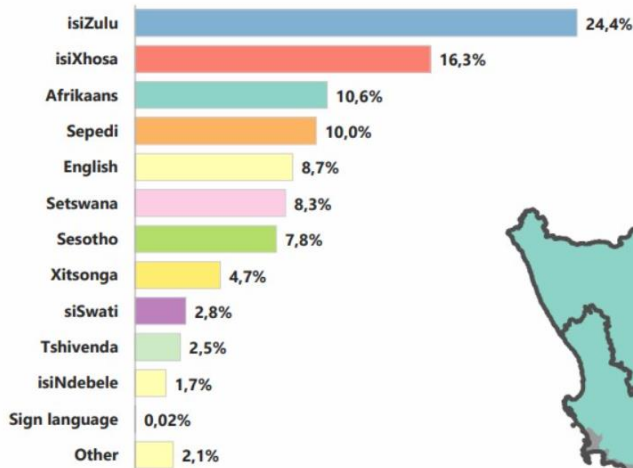 isiZulu 24,4%
isiXhosa 16,3%
Afrikaans 10,6%
Sepedi 10,0%
English 8,7%
Setswana 8,3%
Sesotho 7,8%
Xitsonga 4,7%
siSwati 2,8%
Tshivenda 2,5%
isiNdebele 1,7%
Sign language 0,02%
Other 2,1%